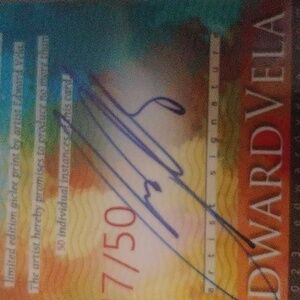 Limited edition giclee print by artist Edward Vela.
The artist hereby promises to produce no more than
50 individual instances of this print.
7/50
artist signature
DWARDVELA